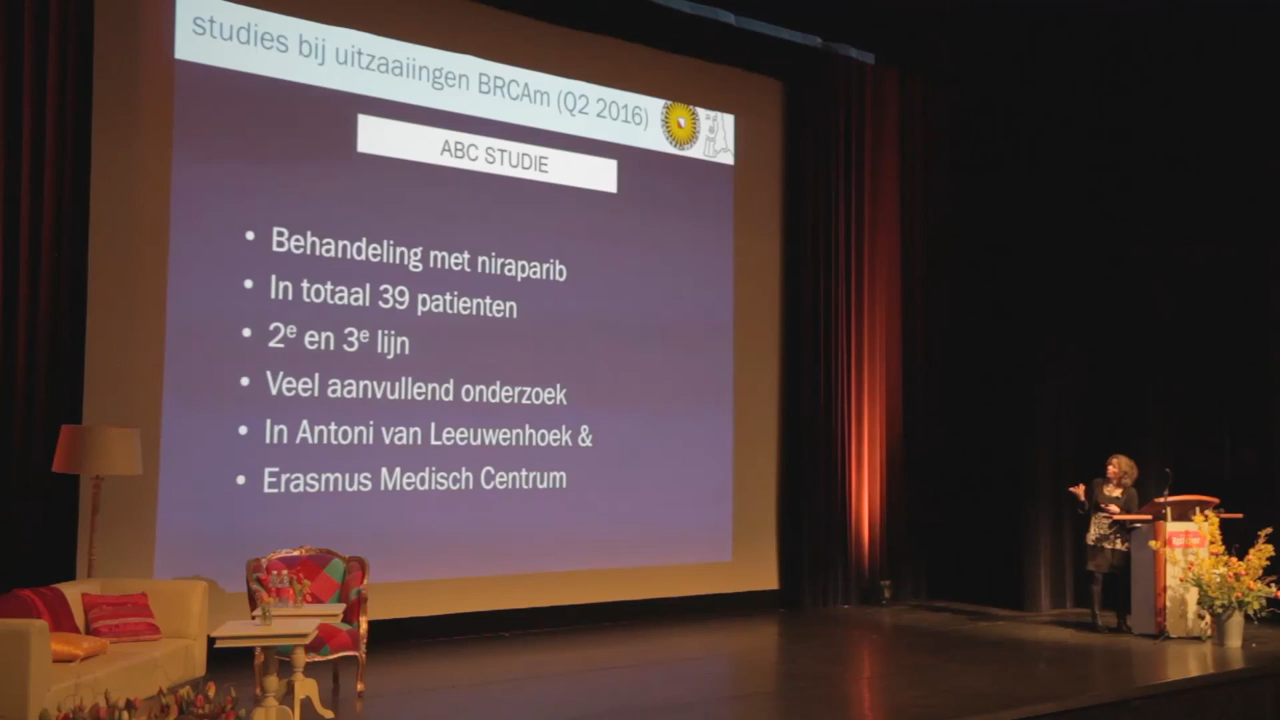 studies bij uitzaaiingen BRCAm (Q2 2016)
ABC STUDIE
• Behandeling met niraparib
• In totaal 39 patienten
• 2e en 3e lijn
• Veel aanvullend onderzoek
• In Antoni van Leeuwenhoek &
• Erasmus Medisch Centrum